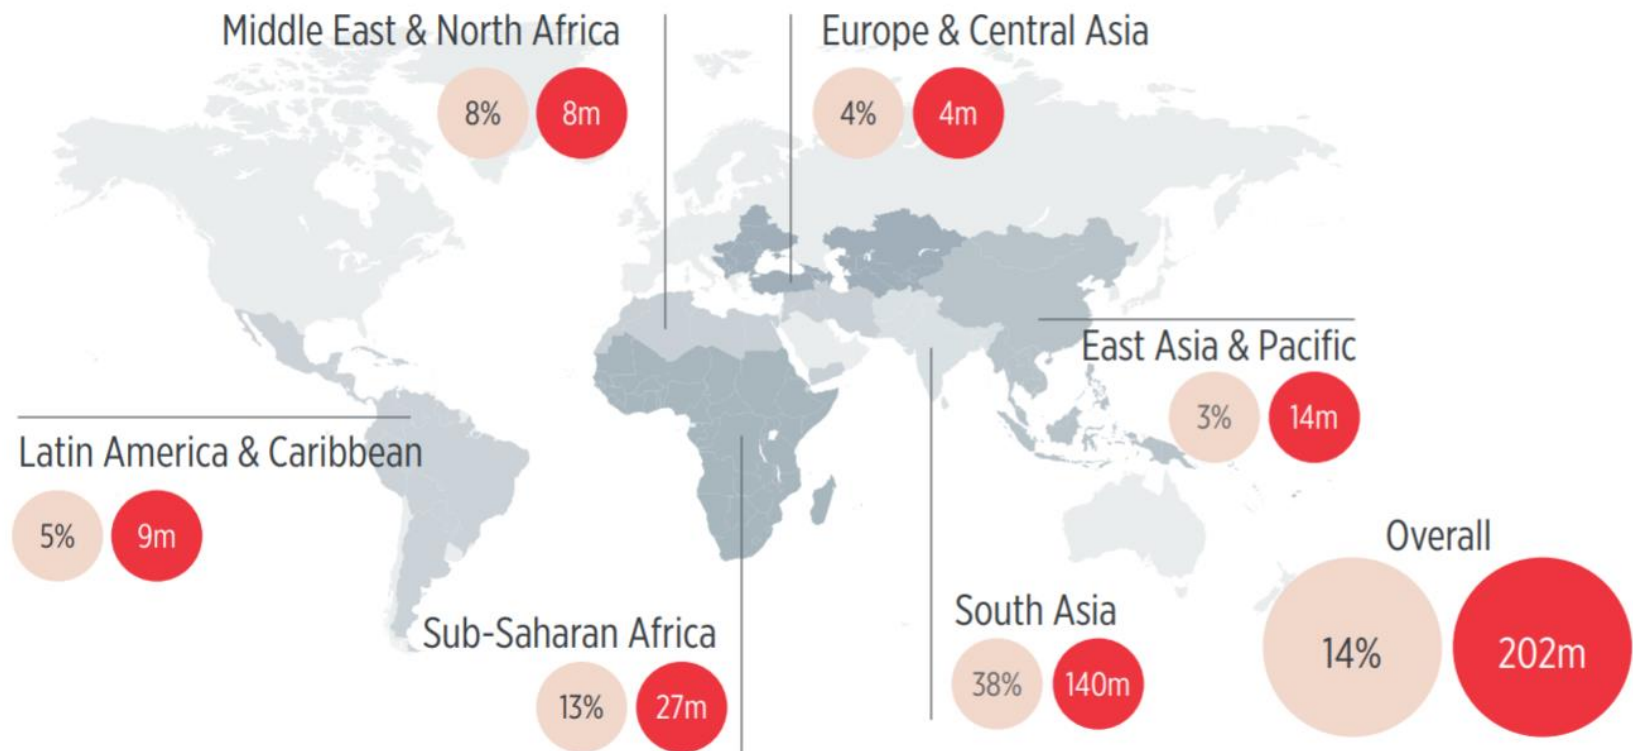 Middle East & North Africa
8%
8m
Europe & Central Asia
4%
4m
East Asia & Pacific
3%
14m
Latin America & Caribbean
5%
9m
Sub-Saharan Africa
13%
27m
South Asia
38%
140m
Overall
14%
202m